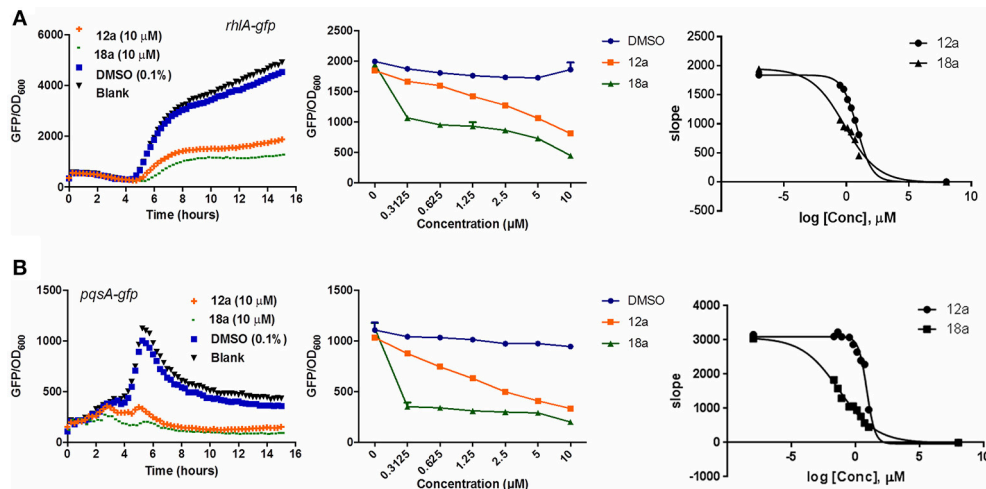 A
rhlA-gfp
12a (10 μM)
18a (10 μM)
DMSO (0.1%)
Blank
GFP/OD600
6000
4000
2000
0
0 2 4 6 8 10 12 14 16
Time (hours)
GFP/OD600
2500
2000
1500
1000
500
0
0 0.3125 0.625 1.25 2.5 5 10
Concentration (μM)
DMSO
12a
18a
slope
2500
2000
1500
1000
500
0
-500
-10 -5 0 5 10
log [Conc], μM
12a
18a
B
pqsA-gfp
12a (10 μM)
18a (10 μM)
DMSO (0.1%)
Blank
GFP/OD600
1500
1000
500
0
0 2 4 6 8 10 12 14 16
Time (hours)
GFP/OD600
1500
1000
500
0
0 0.3125 0.625 1.25 2.5 5 10
Concentration (μM)
DMSO
12a
18a
slope
4000
3000
2000
1000
0
-1000
-10 -5 0 5 10
log [Conc], μM
12a
18a